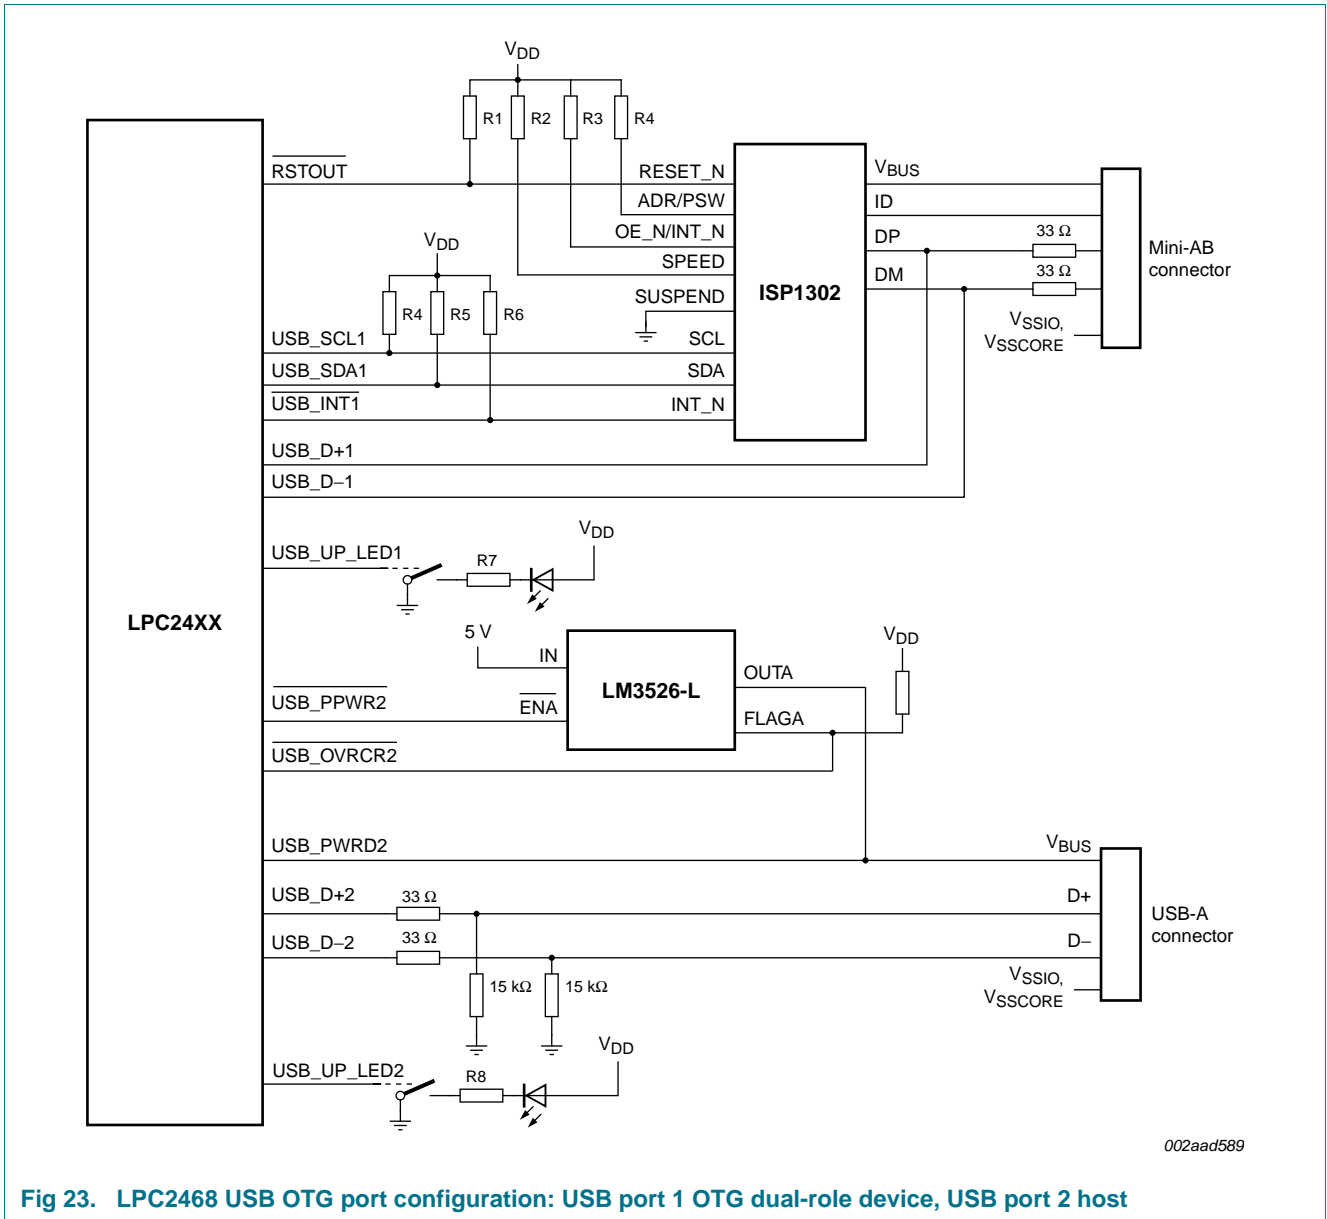 VDD
R1 R2 R3 R4
RSTOUT
RESET_N
VBUS
ADR/PSW
ID
OE_N/INT_N
DP
33 Ω
SPEED
DM
33 Ω
Mini-AB
connector
VDD
SUSPEND
ISP1302
R4 R5 R6
VSSIO,
VSSCORE
USB_SCL1
SCL
USB_SDA1
SDA
USB_INT1
INT_N
USB_D+1
USB_D−1
VDD
USB_UP_LED1
R7
LPC24XX
5 V
IN
VDD
LM3526-L
OUTA
USB_PPWR2
ENA
FLAGA
USB_OVRCR2
USB_PWRD2
VBUS
USB_D+2
33 Ω
D+
USB-A
connector
USB_D−2
33 Ω
D−
15 kΩ 15 kΩ
VSSIO,
VSSCORE
VDD
USB_UP_LED2
R8
002aad589
Fig 23. LPC2468 USB OTG port configuration: USB port 1 OTG dual-role device, USB port 2 host